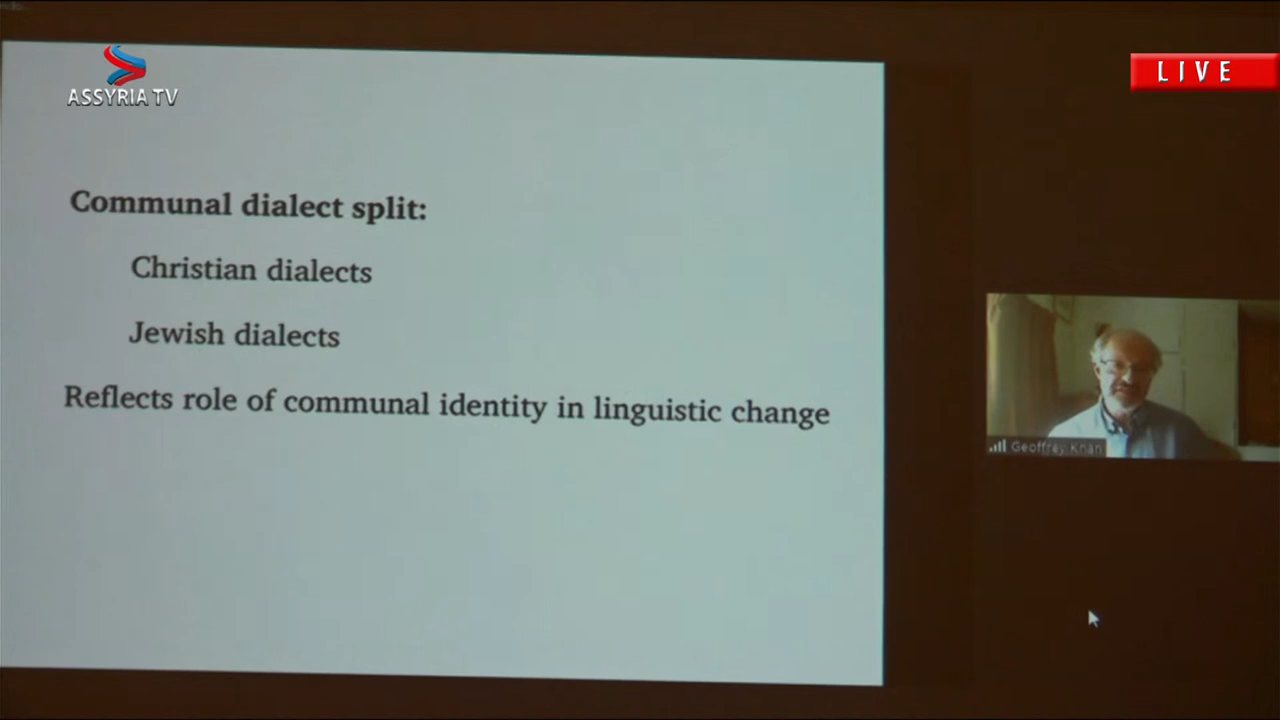 ASSYRIA TV
LIVE
Communal dialect split:
Christian dialects
Jewish dialects
Reflects role of communal identity in linguistic change
Geoffrey Khan